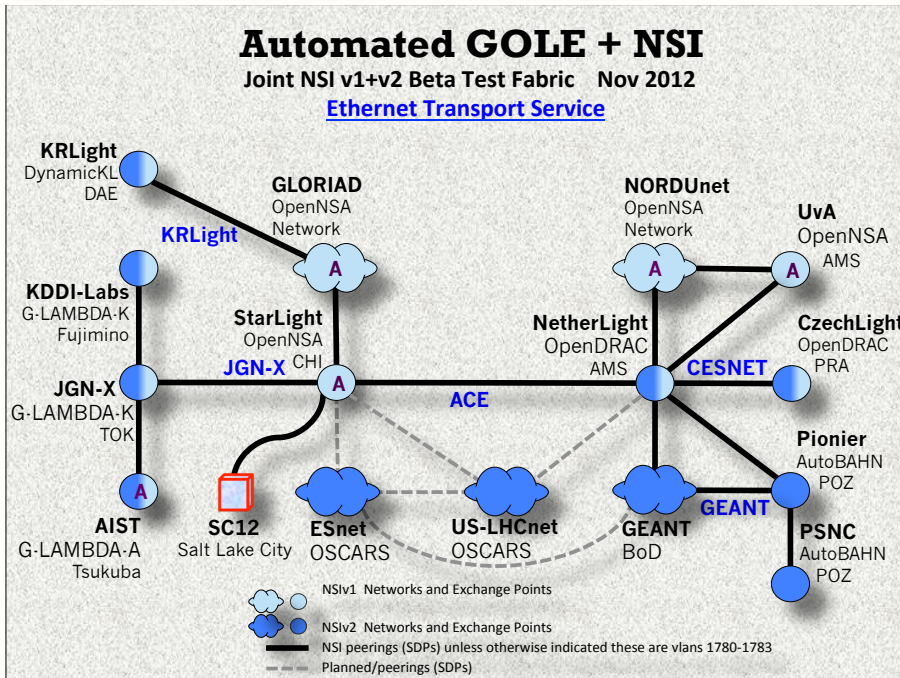 Automated GOLE + NSI
Joint NSI v1+v2 Beta Test Fabric Nov 2012
Ethernet Transport Service
KRLight
DynamicKL
DAE
KRLight
GLORIAD
OpenNSA
Network
A
NORDUnet
OpenNSA
Network
A
UvA
OpenNSA
AMS
A
KDDI-Labs
G-LAMBDA-K
Fujimino
StarLight
OpenNSA
CHI
A
JGN-X
NetherLight
OpenDRAC
AMS
CzechLight
OpenDRAC
PRA
CESNET
ACE
JGN-X
G-LAMBDA-K
TOK
Pionier
AutoBAHN
POZ
A
AIST
G-LAMBDA-A
Tsukuba
SC12
Salt Lake City
ESnet
OSCARS
US-LHCnet
OSCARS
GEANT
BoD
GEANT
PSNC
AutoBAHN
POZ
NSIv1 Networks and Exchange Points
NSIv2 Networks and Exchange Points
NSI peerings (SDPs) unless otherwise indicated these are vlans 1780-1783
Planned/peerings (SDPs)